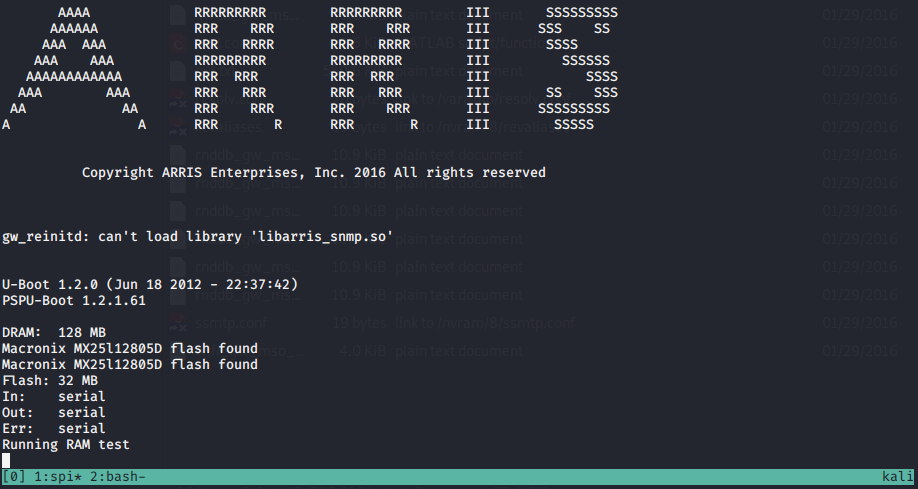 AAAA             RRRRRRRRR        RRRRRRRRR        III       SSSSSSSSS
     AAAAAA            RRR    RRR       RRR    RRR       III      SSS    SS
    AAA  AAA           RRR   RRRR       RRR   RRRR       III       SSSS
   AAA    AAA          RRRRRRRRR        RRRRRRRRR        III         SSSSSS
  AAAAAAAAAAAA         RRR  RRR         RRR  RRR         III            SSSS
 AAA        AAA        RRR   RRR        RRR   RRR        III       SS    SSS
AA            AA       RRR    RRR       RRR    RRR       III      SSSSSSSSS
A                A      RRR       R      RRR       R      III        SSSSS
Copyright ARRIS Enterprises, Inc. 2016 All rights reserved
gw_reinitd: can't load library 'libarris_snmp.so'
U-Boot 1.2.0 (Jun 18 2012 - 22:37:42)
PSPU-Boot 1.2.1.61
DRAM:  128 MB
Macronix MX25l12805D flash found
Macronix MX25l12805D flash found
Flash: 32 MB
In:    serial
Out:   serial
Err:   serial
Running RAM test
[0] 1:spi* 2:bash- kali